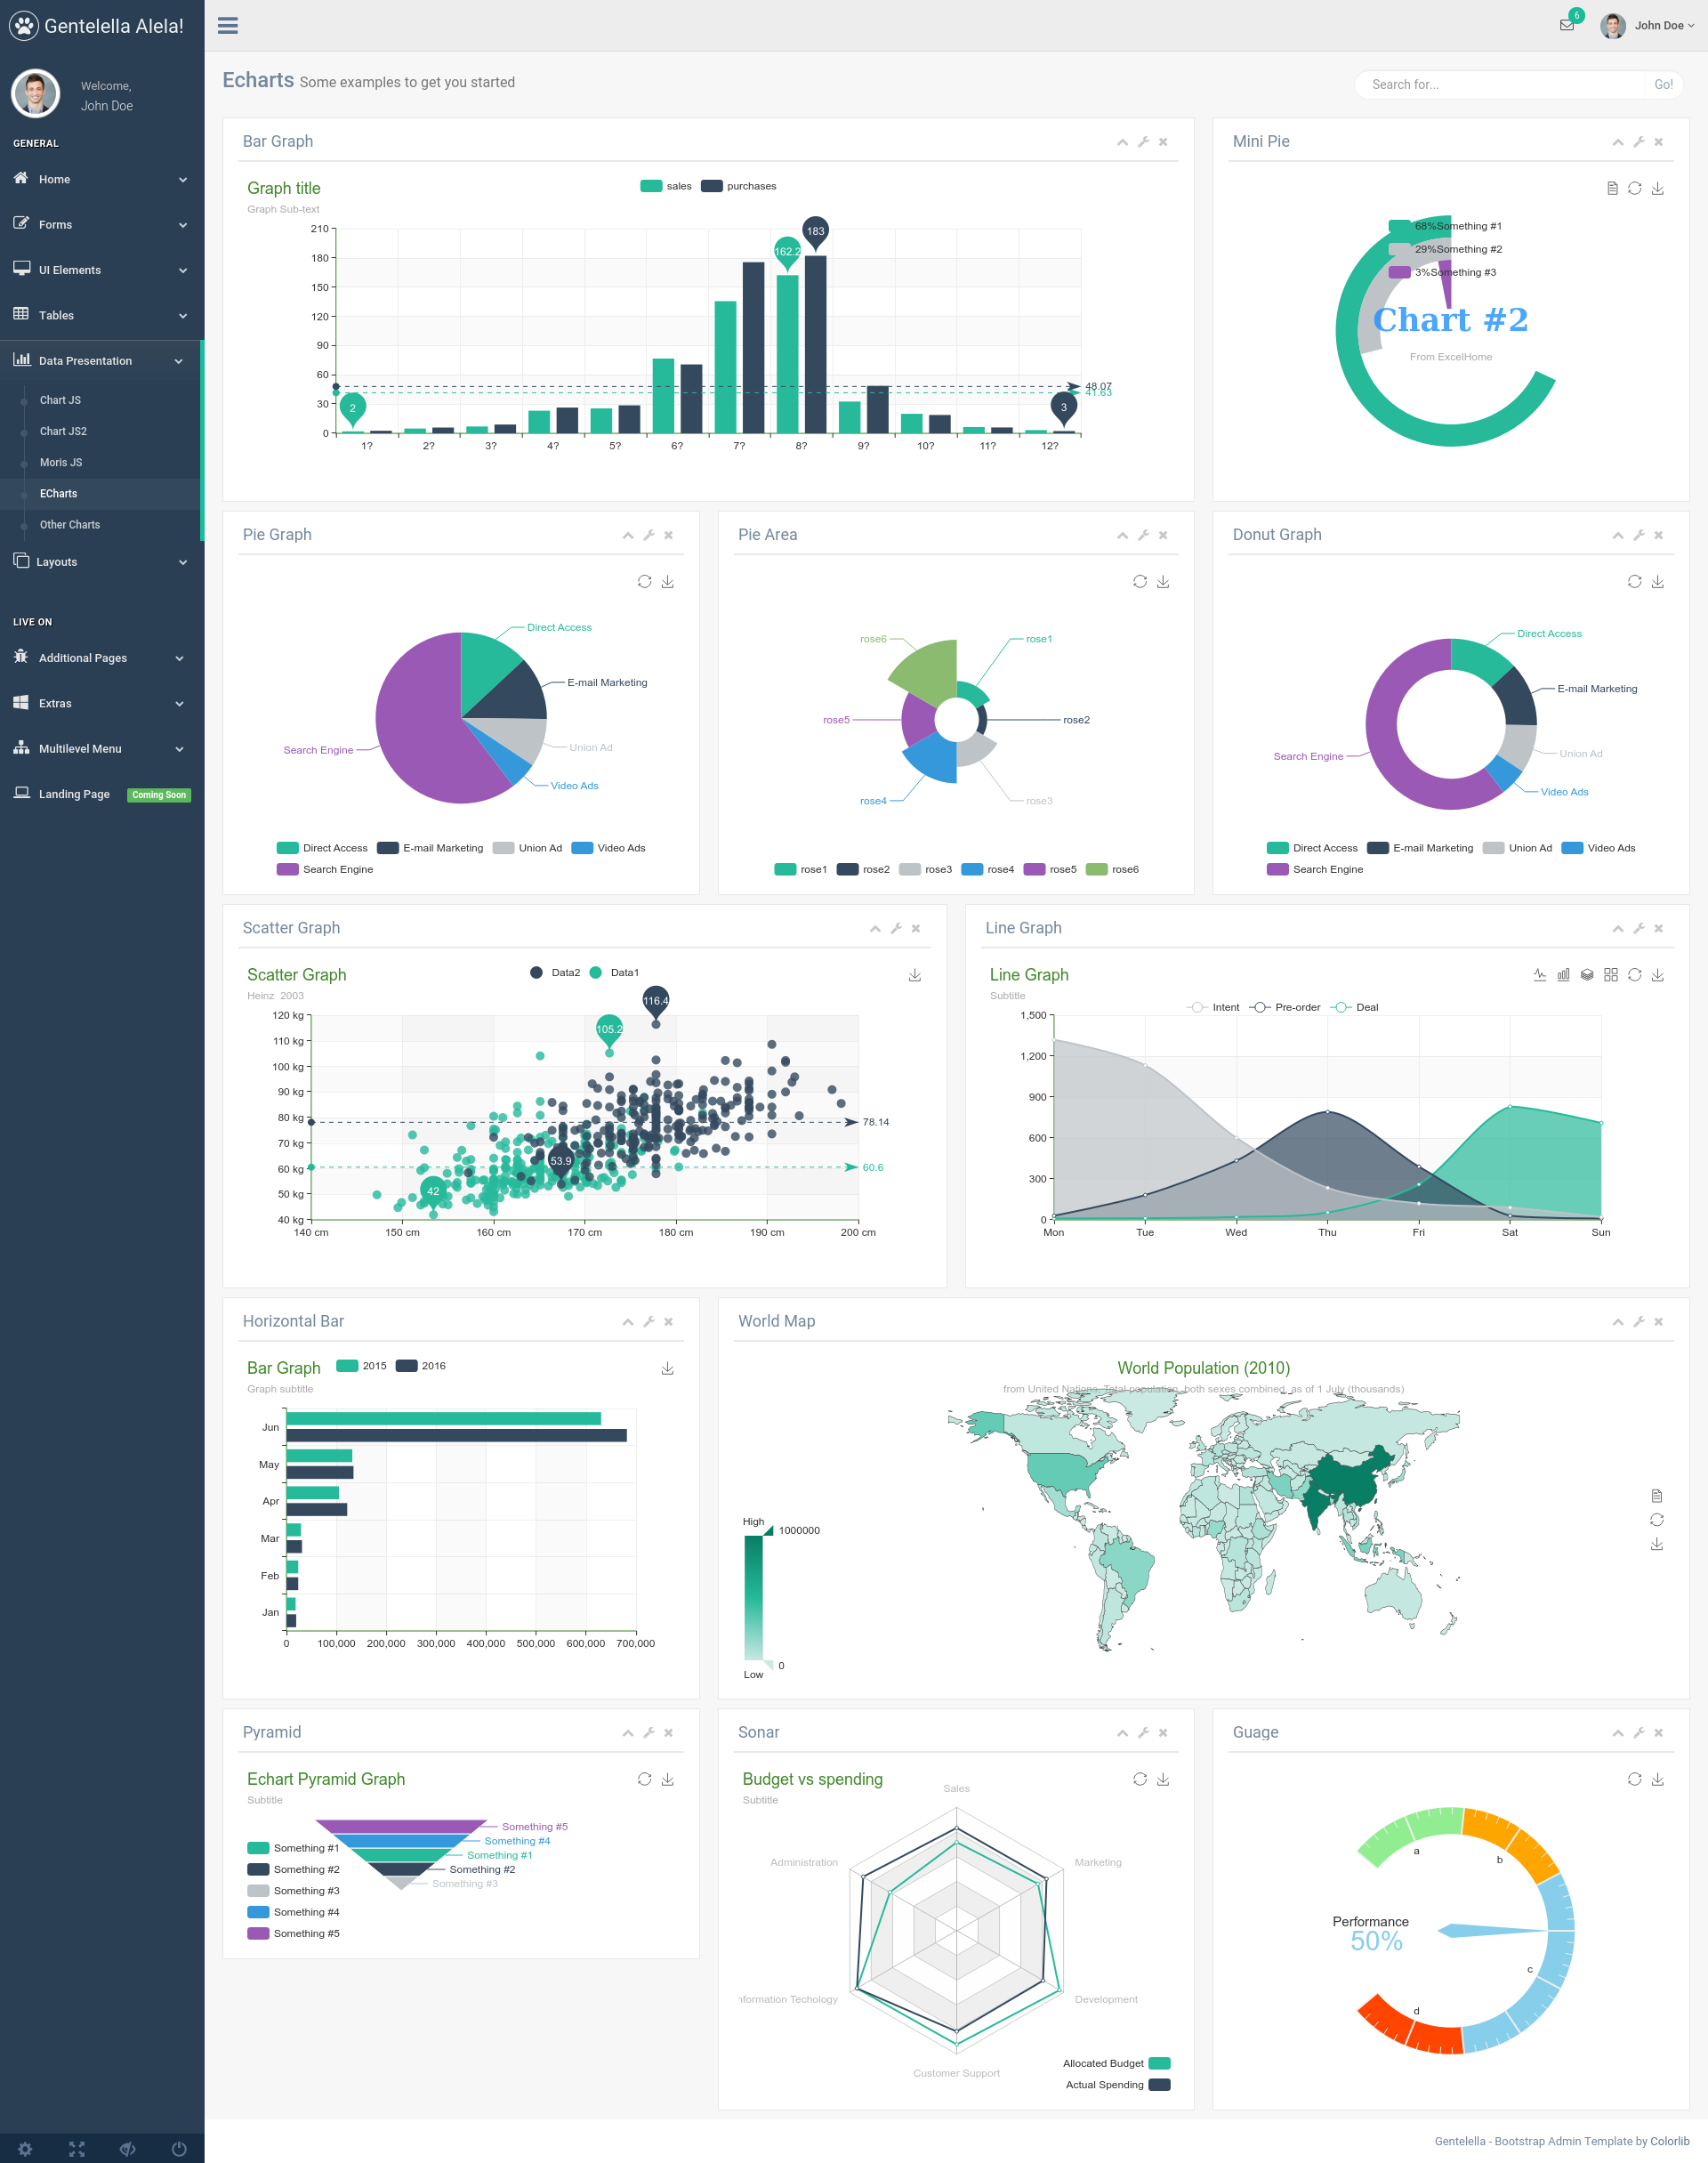 Gentelella Alela!
6
John Doe
Welcome,
John Doe
GENERAL
Home
Forms
UI Elements
Tables
Data Presentation
Chart JS
Chart JS2
Moris JS
ECharts
Other Charts
Layouts
LIVE ON
Additional Pages
Extras
Multilevel Menu
Landing Page Coming Soon
Echarts Some examples to get you started
Search for... Go!
Bar Graph
Graph title
Graph Sub-text
sales purchases
210
180
150
120
90
60
30
0
183
162.2
48.07
41.63
2
3
1? 2? 3? 4? 5? 6? 7? 8? 9? 10? 11? 12?
Mini Pie
68%Something #1
29%Something #2
3%Something #3
Chart #2
From ExcelHome
Pie Graph
Direct Access
E-mail Marketing
Union Ad
Search Engine
Video Ads
Direct Access E-mail Marketing Union Ad Video Ads
Search Engine
Pie Area
rose6 rose1
rose5 rose2
rose4 rose3
rose1 rose2 rose3 rose4 rose5 rose6
Donut Graph
Direct Access
E-mail Marketing
Union Ad
Search Engine
Video Ads
Direct Access E-mail Marketing Union Ad Video Ads
Search Engine
Scatter Graph
Scatter Graph
Heinz 2003
Data2 Data1
120 kg
110 kg
100 kg
90 kg
80 kg
70 kg
60 kg
50 kg
40 kg
116.4
105.2
78.14
53.9
60.6
42
140 cm 150 cm 160 cm 170 cm 180 cm 190 cm 200 cm
Line Graph
Line Graph
Subtitle
Intent Pre-order Deal
1,500
1,200
900
600
300
0
Mon Tue Wed Thu Fri Sat Sun
Horizontal Bar
Bar Graph
Graph subtitle
2015 2016
Jun
May
Apr
Mar
Feb
Jan
0 100,000 200,000 300,000 400,000 500,000 600,000 700,000
World Map
World Population (2010)
from United Nations, Total population, both sexes combined, as of 1 July (thousands)
High
1000000
0
Low
Pyramid
Echart Pyramid Graph
Subtitle
Something #1
Something #2
Something #3
Something #4
Something #5
Something #5
Something #4
Something #1
Something #2
Something #3
Sonar
Budget vs spending
Subtitle
Sales
Administration
Marketing
nformation Techology
Development
Customer Support
Allocated Budget
Actual Spending
Guage
a
b
Performance
50%
c
d
Gentelella - Bootstrap Admin Template by Colorlib